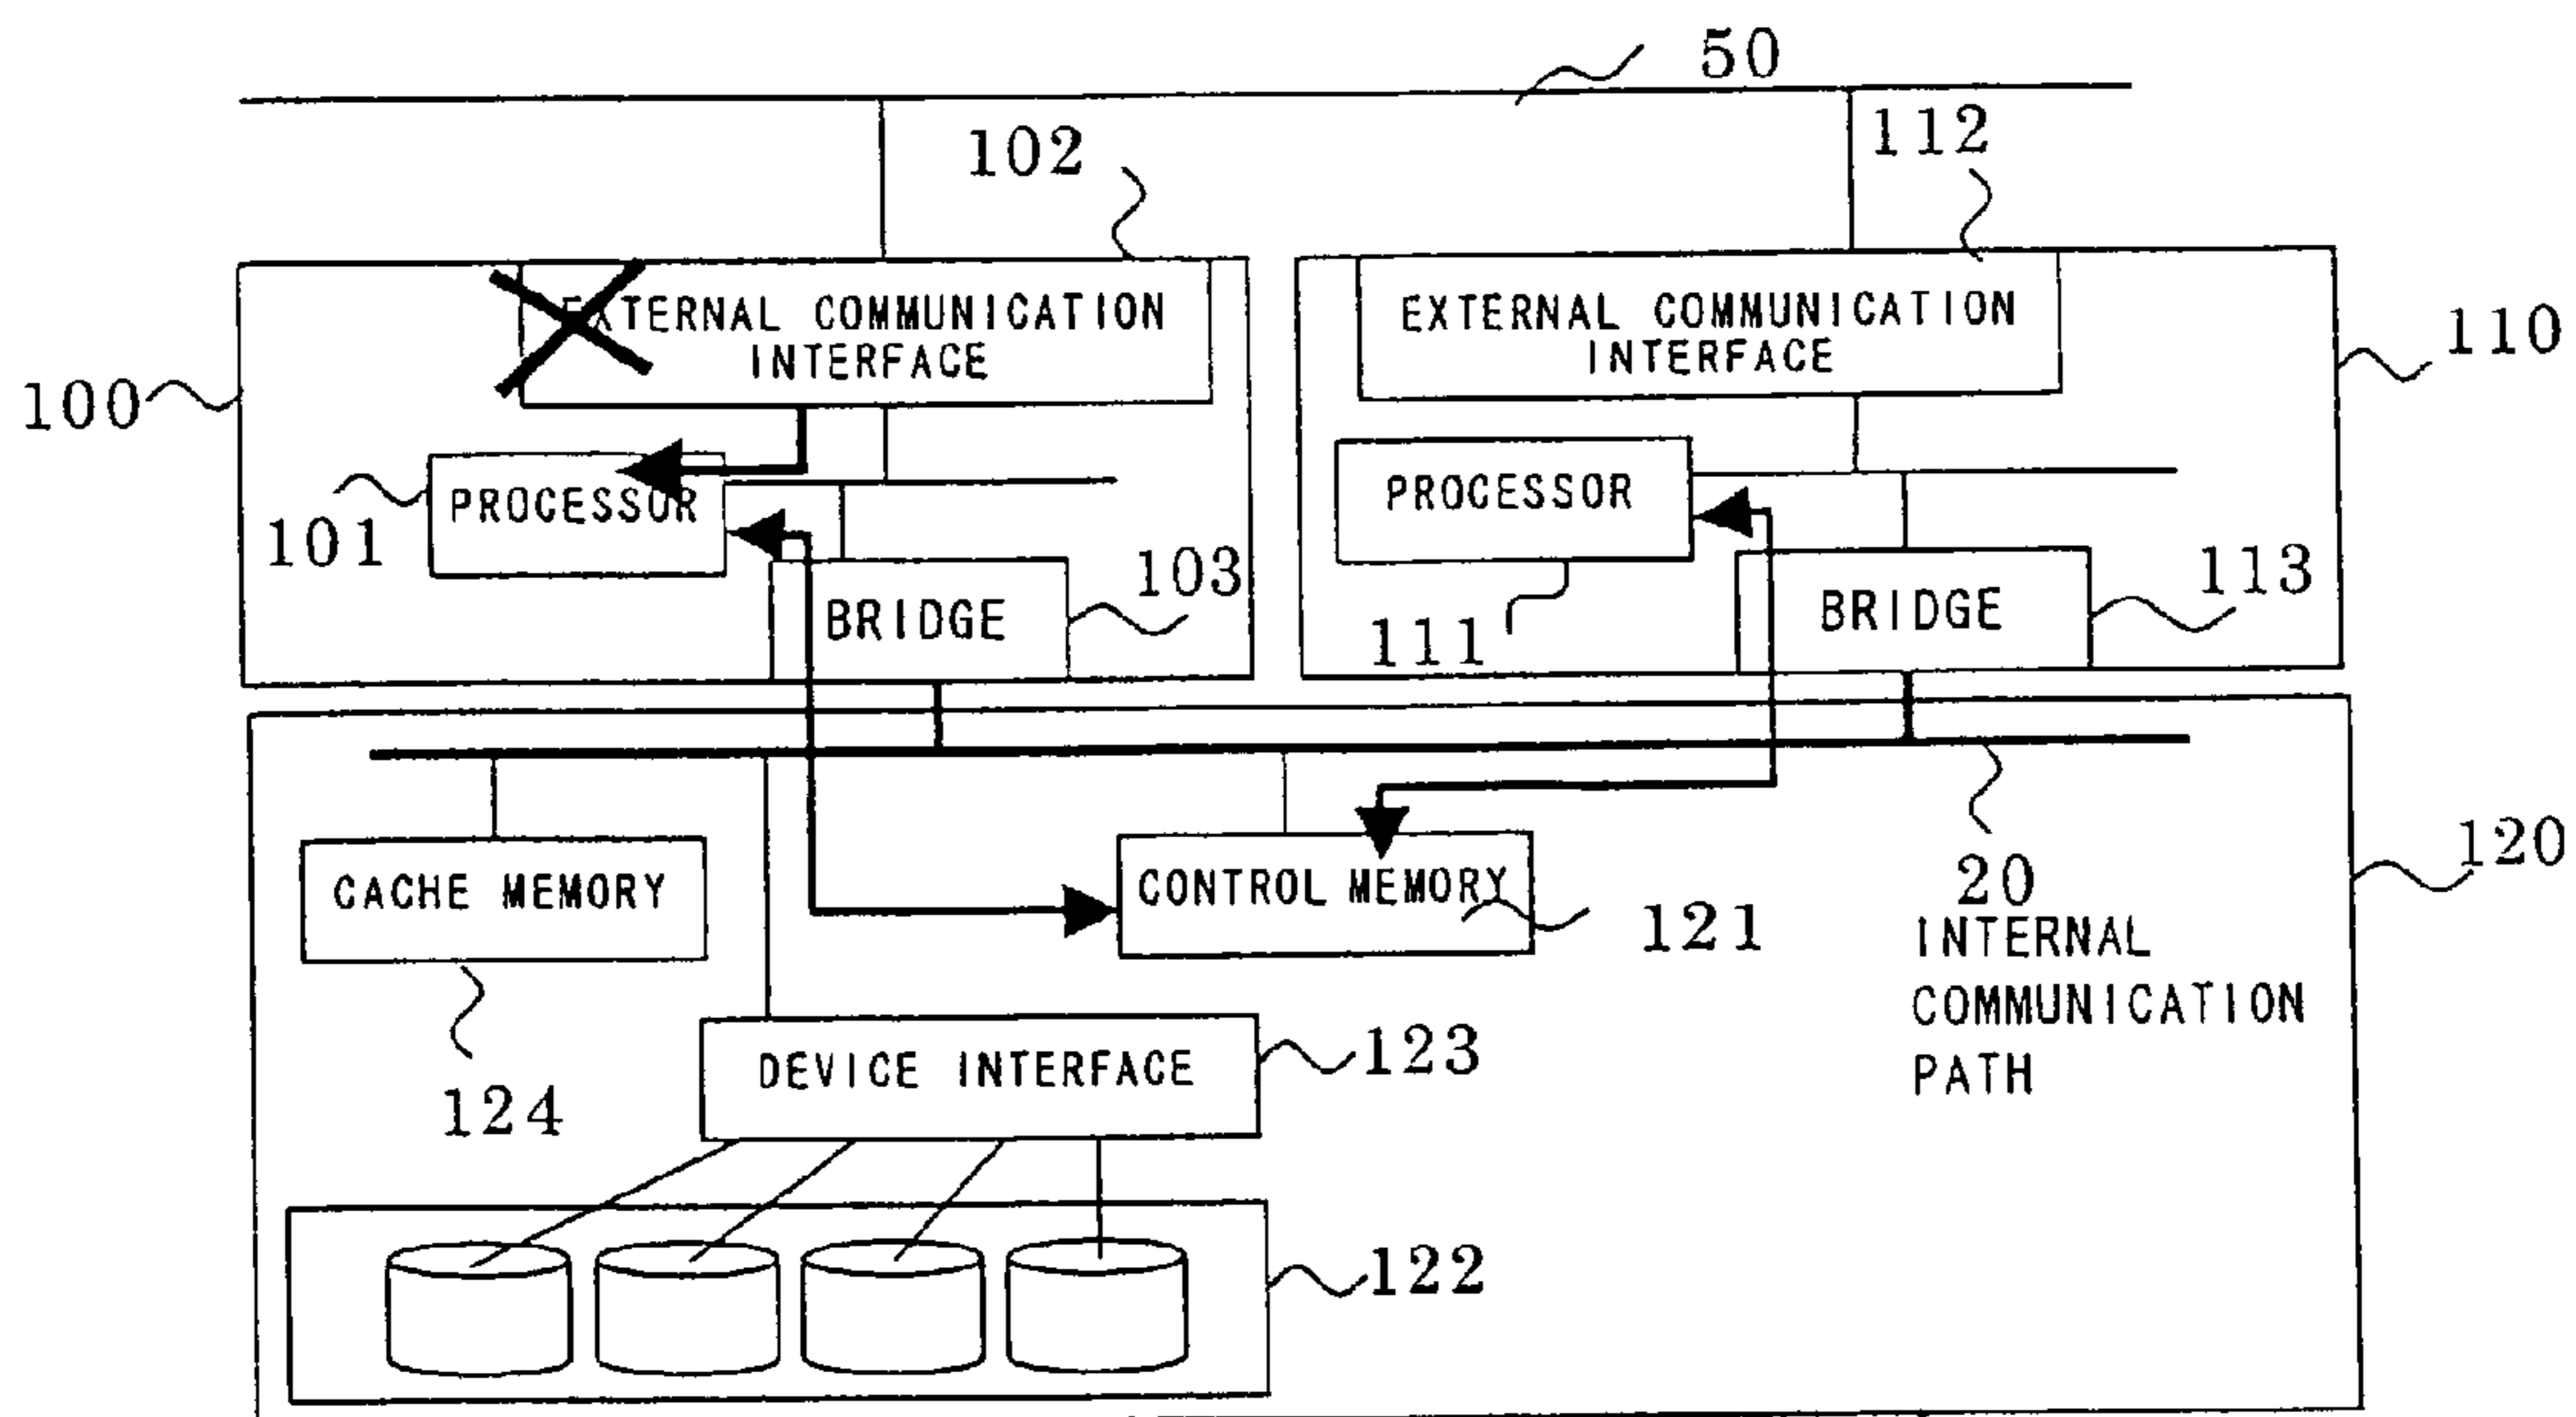 50
102
112
EXTERNAL COMMUNICATION
INTERFACE
EXTERNAL COMMUNICATION
INTERFACE
100
110
PROCESSOR
PROCESSOR
101
103
113
BRIDGE
BRIDGE
111
CACHE MEMORY
CONTROL MEMORY
120
20
121
INTERNAL
COMMUNICATION
PATH
DEVICE INTERFACE
123
124
122